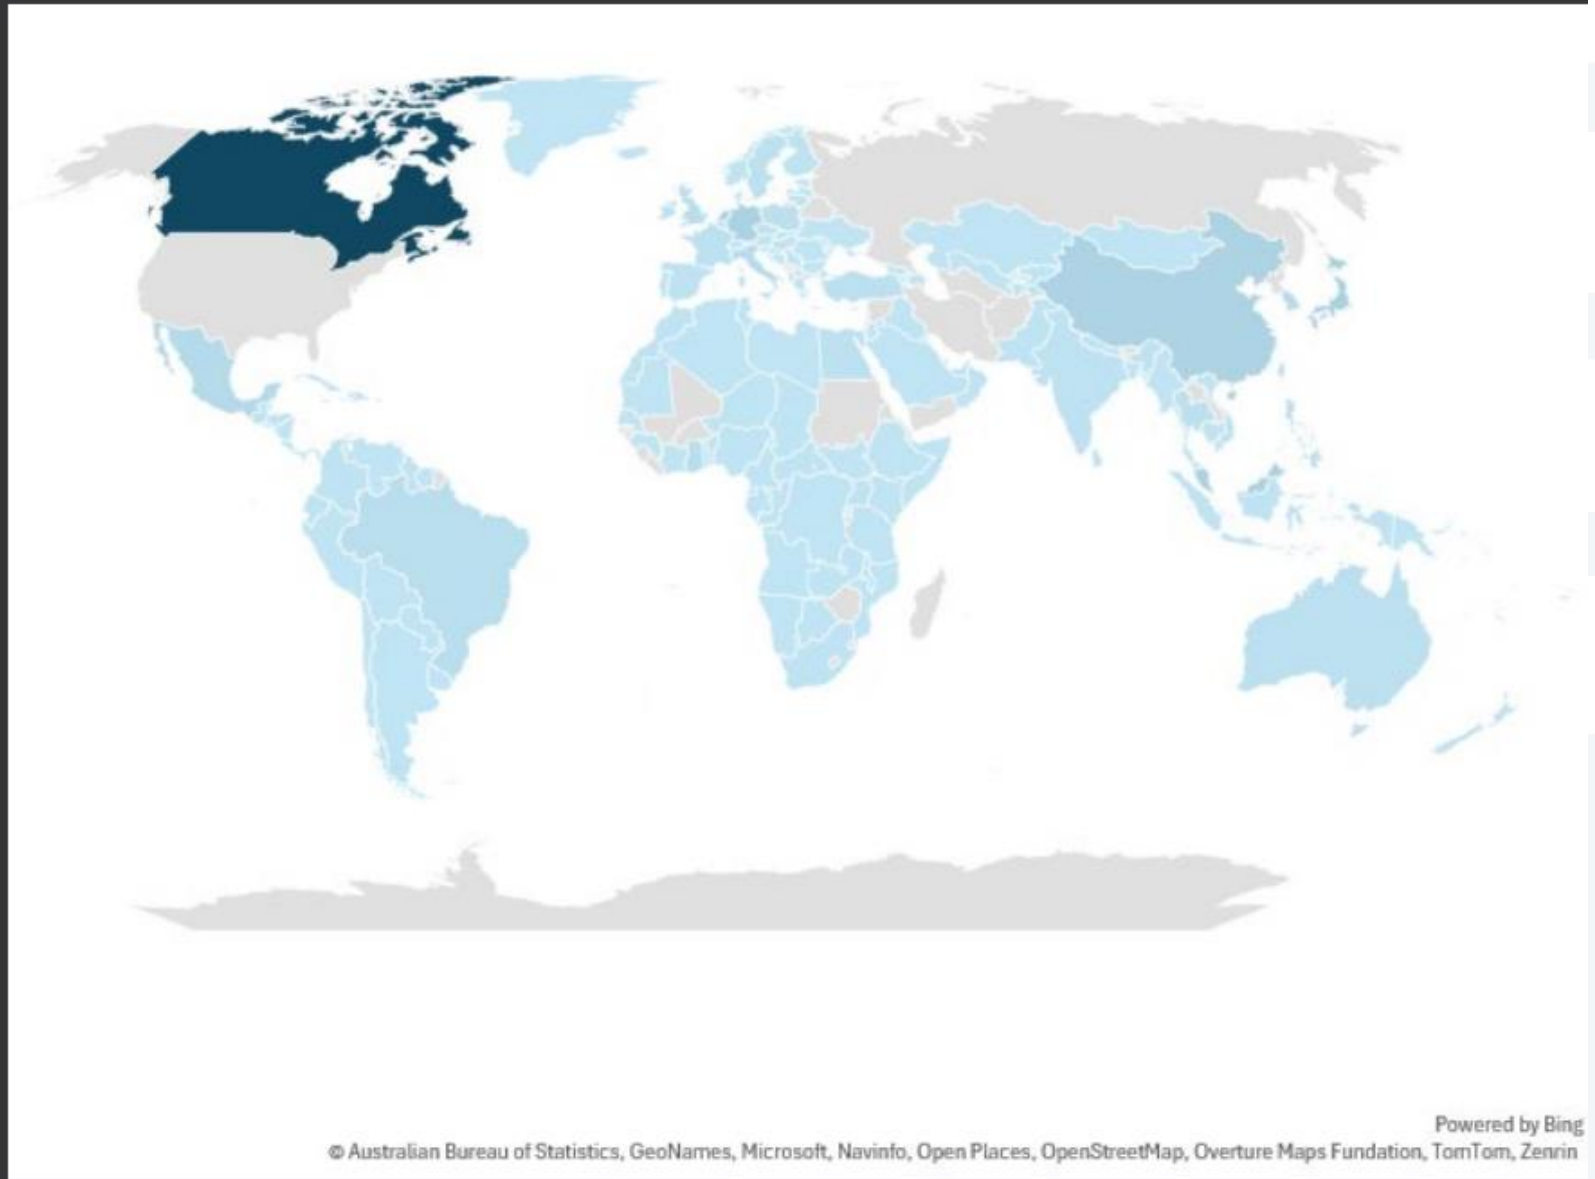 Powered by Bing
© Australian Bureau of Statistics, GeoNames, Microsoft, Navinfo, Open Places, OpenStreetMap, Overture Maps Fundation, TomTom, Zenrin